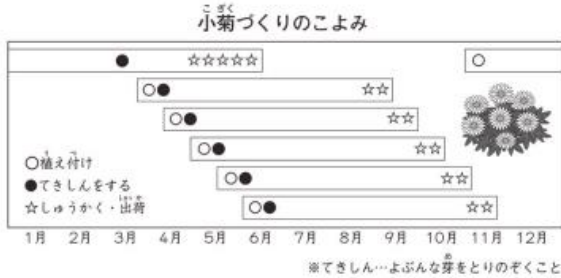 小菊づくりのこよみ
○植え付け
●てきしんをする
☆しゅうかく・出荷
1月 2月 3月 4月 5月 6月 7月 8月 9月 10月 11月 12月
※てきしん…よぶんな芽をとりのぞくこと